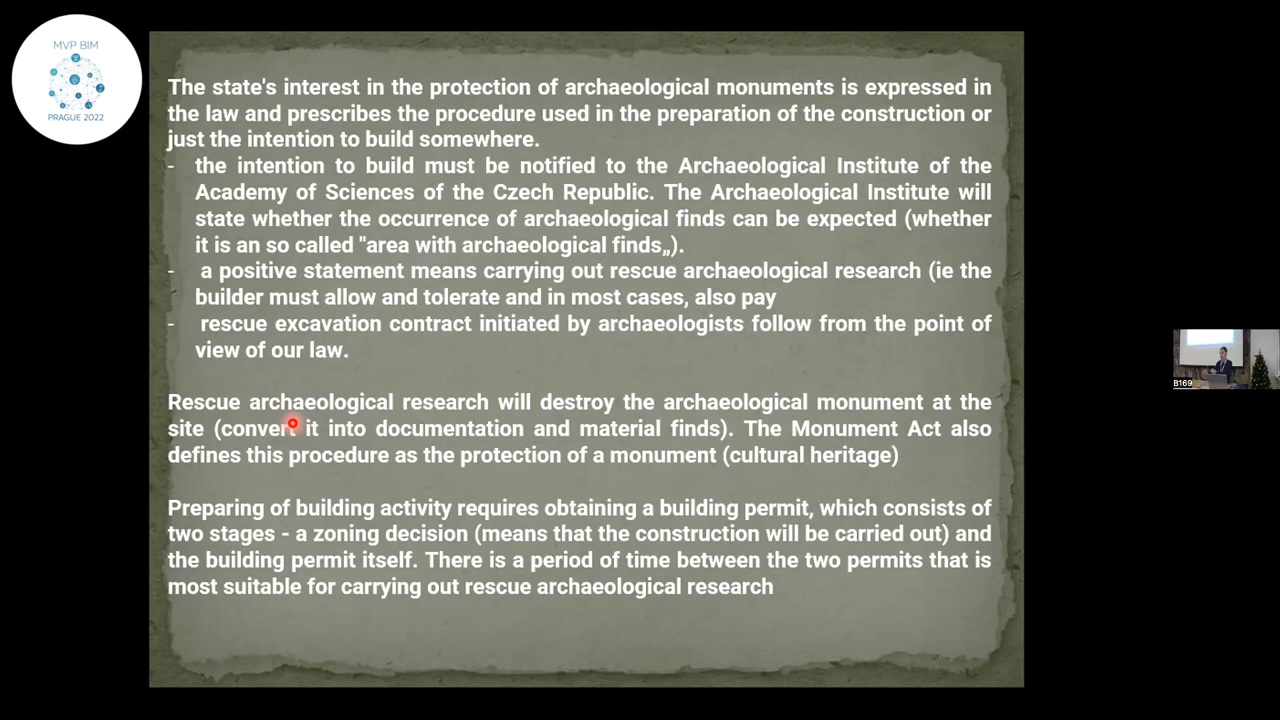 MVP BIM
PRAGUE 2022
The state's interest in the protection of archaeological monuments is expressed in
the law and prescribes the procedure used in the preparation of the construction or
just the intention to build somewhere.
- the intention to build must be notified to the Archaeological Institute of the
Academy of Sciences of the Czech Republic. The Archaeological Institute will
state whether the occurrence of archaeological finds can be expected (whether
it is an so called "area with archaeological finds„).
- a positive statement means carrying out rescue archaeological research (ie the
builder must allow and tolerate and in most cases, also pay
- rescue excavation contract initiated by archaeologists follow from the point of
view of our law.
Rescue archaeological research will destroy the archaeological monument at the
site (convert it into documentation and material finds). The Monument Act also
defines this procedure as the protection of a monument (cultural heritage)
Preparing of building activity requires obtaining a building permit, which consists of
two stages - a zoning decision (means that the construction will be carried out) and
the building permit itself. There is a period of time between the two permits that is
most suitable for carrying out rescue archaeological research
B169